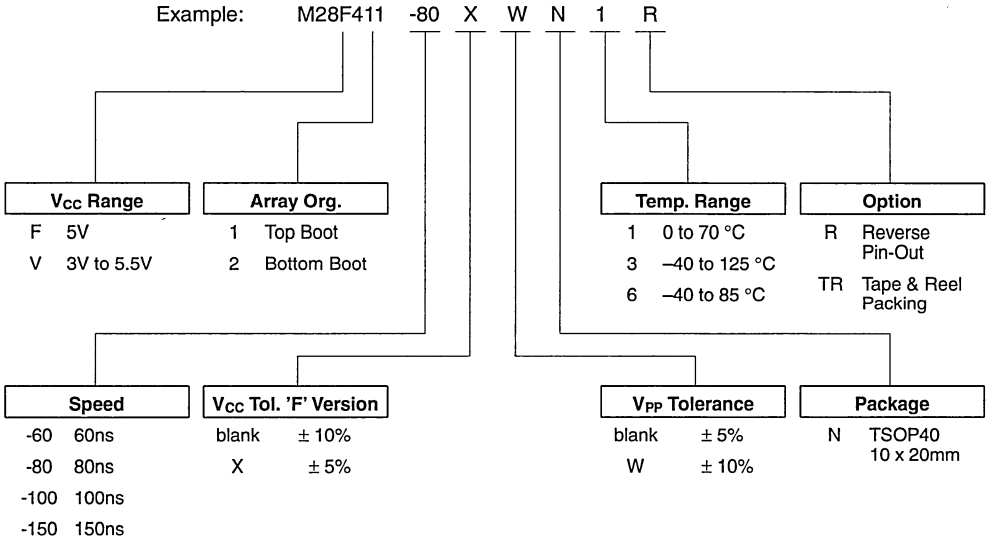 Example: M28F411 -80 X W N 1 R
VCC Range
F 5V
V 3V to 5.5V
Array Org.
1 Top Boot
2 Bottom Boot
Temp. Range
1 0 to 70 °C
3 –40 to 125 °C
6 –40 to 85 °C
Option
R Reverse
Pin-Out
TR Tape & Reel
Packing
Speed
-60 60ns
-80 80ns
-100 100ns
-150 150ns
VCC Tol. 'F' Version
blank ± 10%
X ± 5%
VPP Tolerance
blank ± 5%
W ± 10%
Package
N TSOP40
10 x 20mm